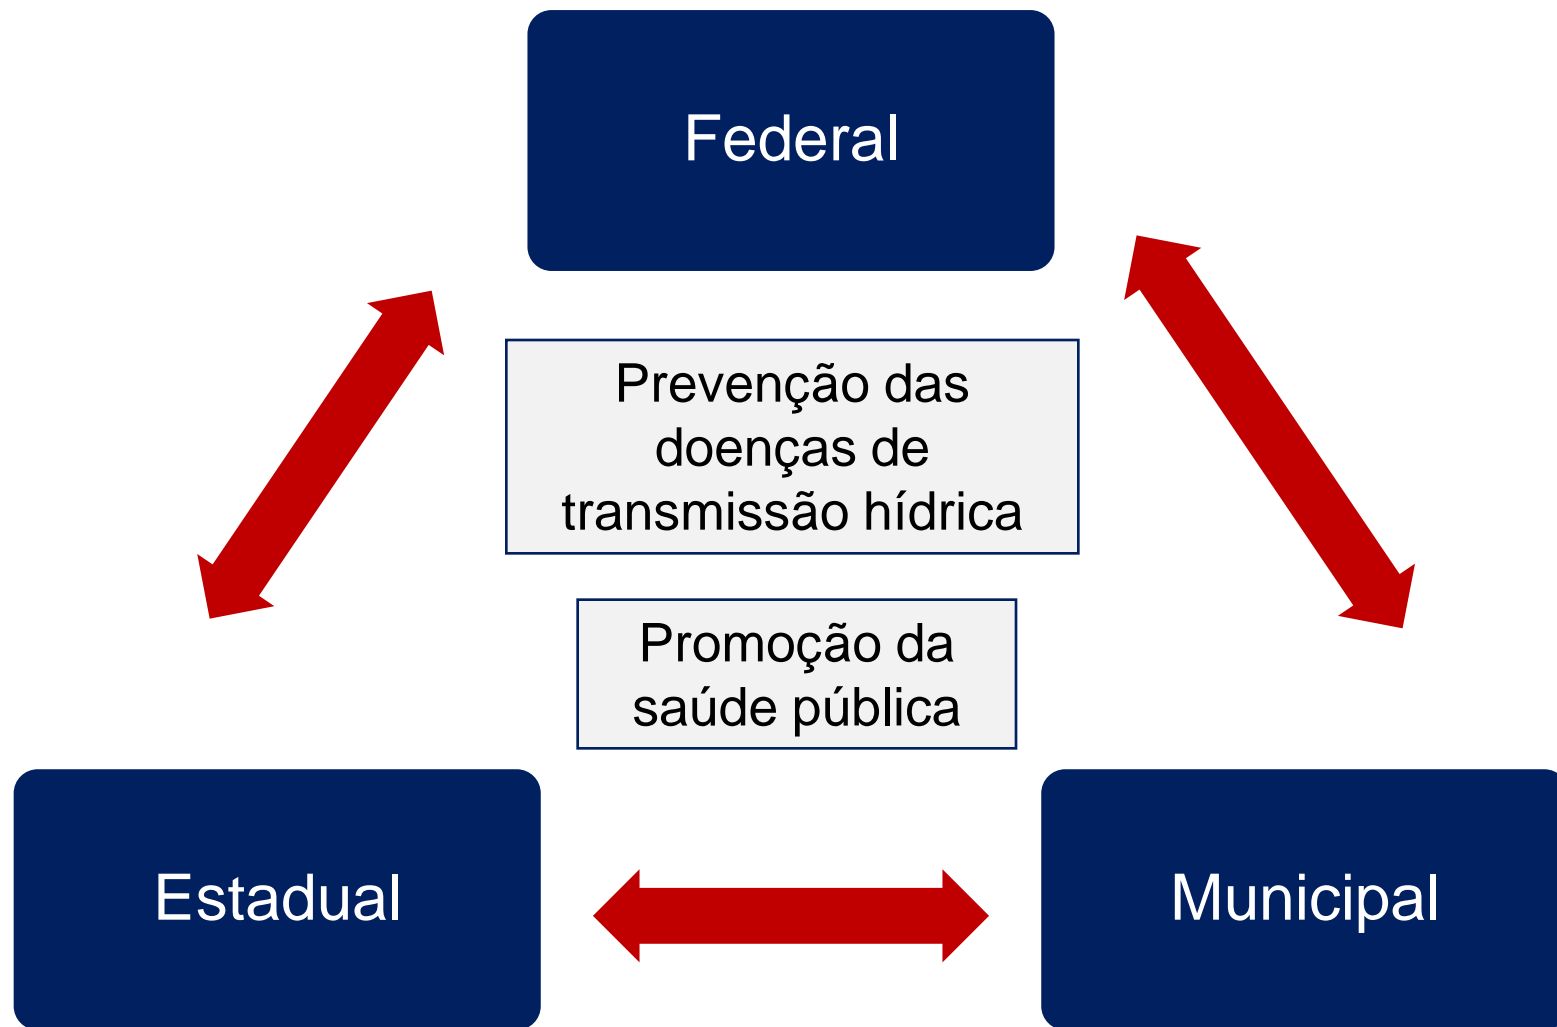 Federal
Prevenção das
doenças de
transmissão hídrica
Promoção da
saúde pública
Estadual
Municipal